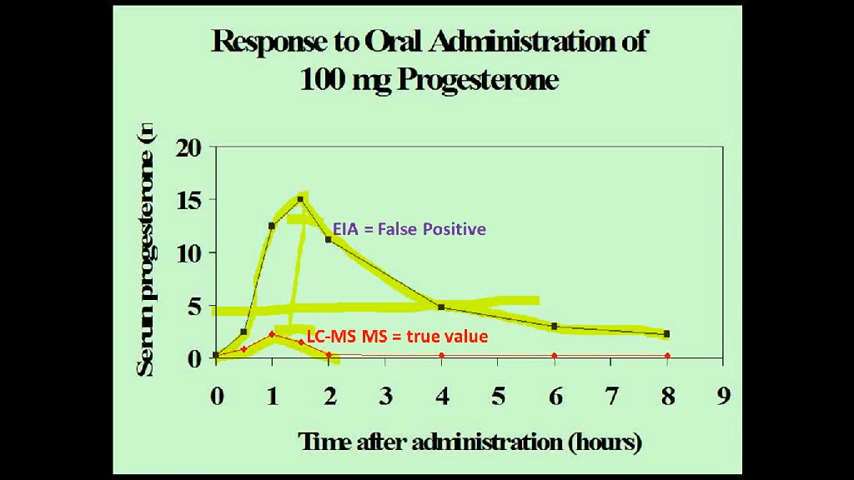 Response to Oral Administration of
100 mg Progesterone
Serum progesterone (n
20
15
10
5
0
EIA = False Positive
LC-MS MS = true value
0 1 2 3 4 5 6 7 8 9
Time after administration (hours)